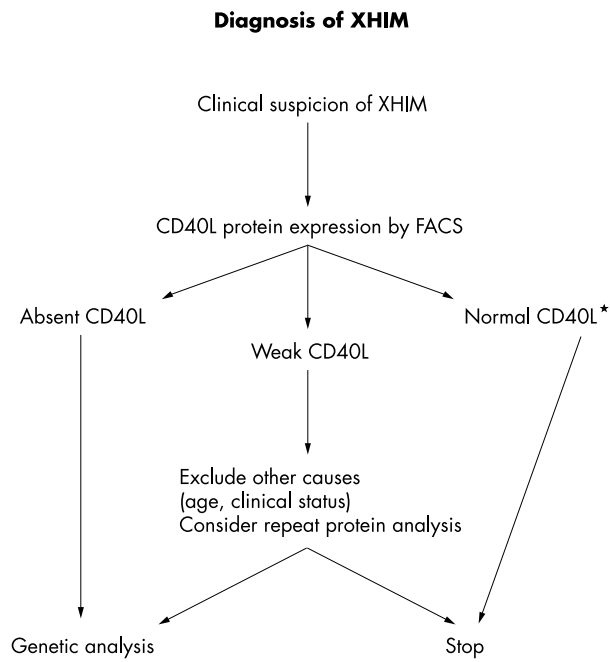 Diagnosis of XHIM
Clinical suspicion of XHIM
CD40L protein expression by FACS
Absent CD40L
Normal CD40L★
Weak CD40L
Exclude other causes
(age, clinical status)
Consider repeat protein analysis
Genetic analysis
Stop